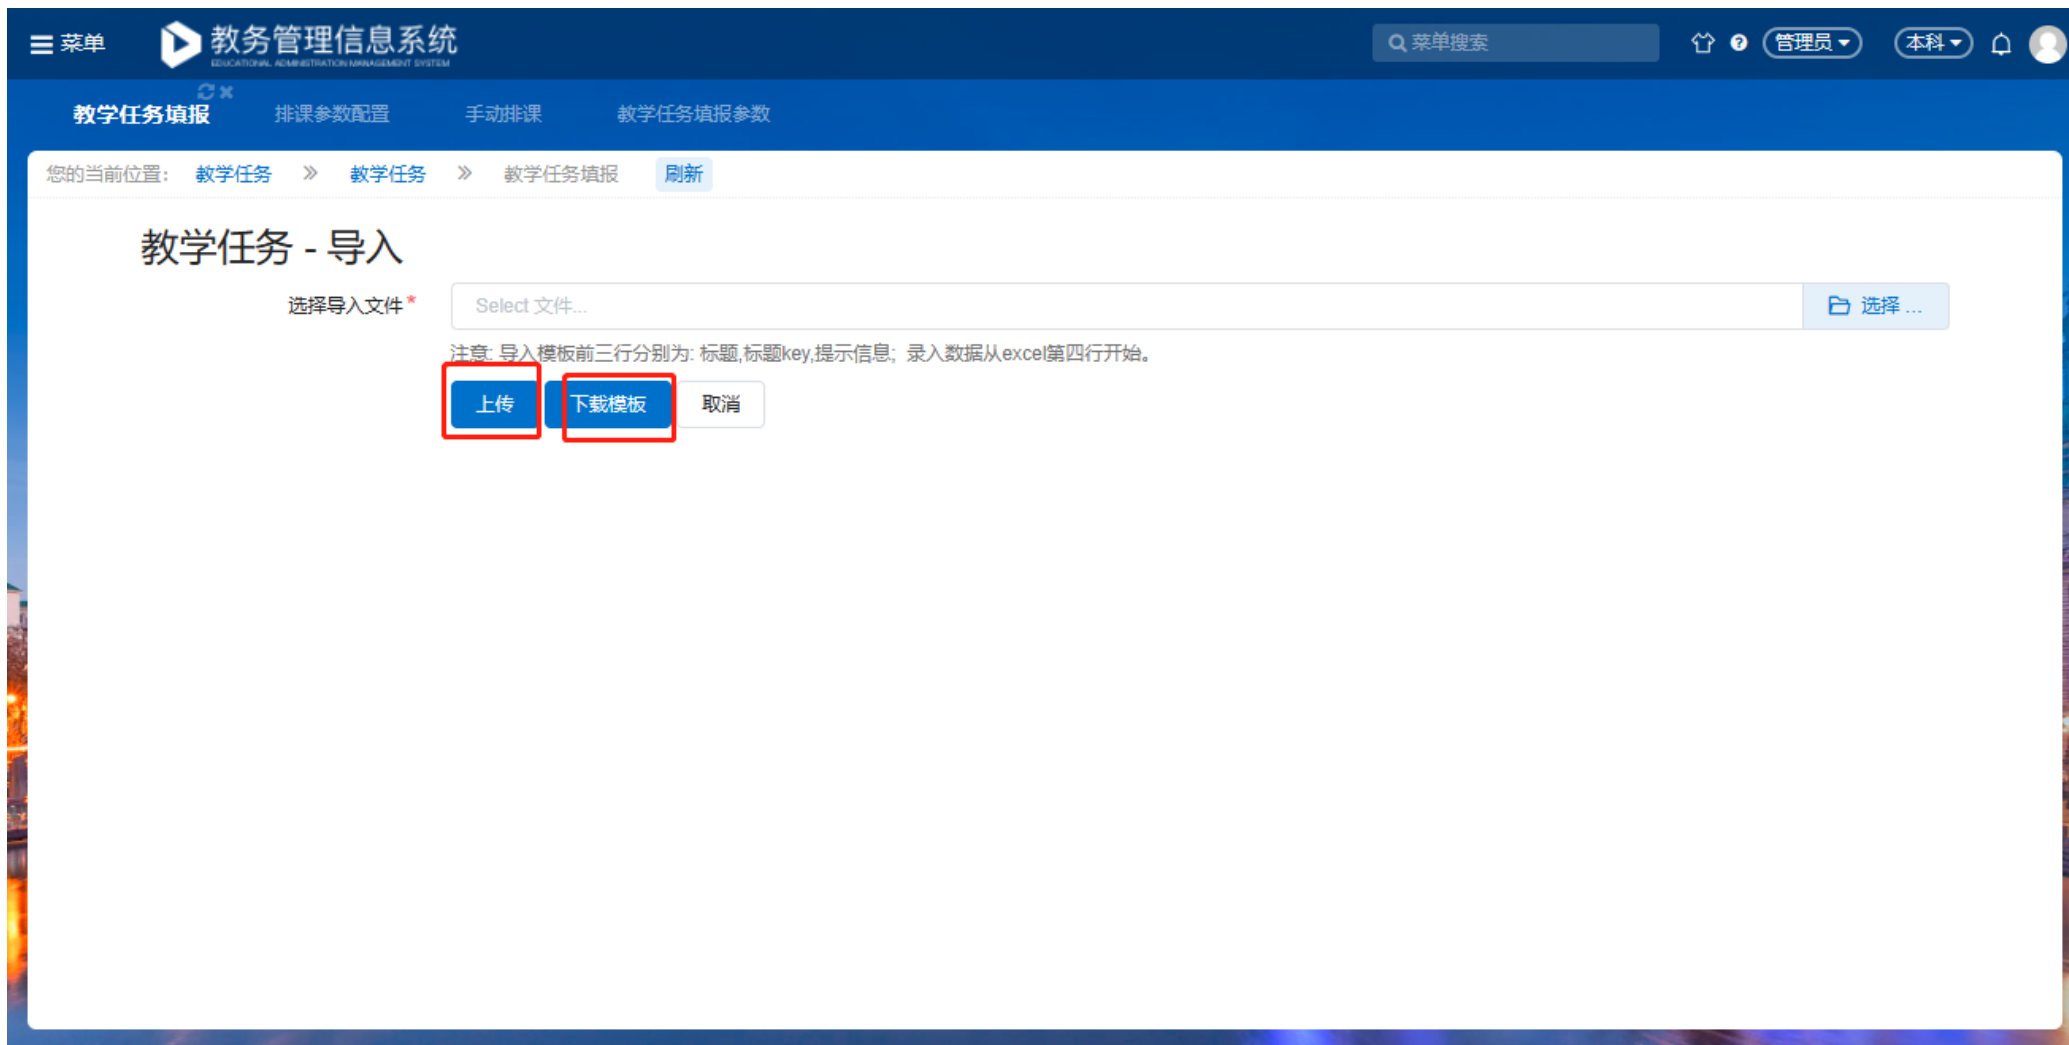 菜单
教务管理信息系统
EDUCATIONAL ADMINISTRATION MANAGEMENT SYSTEM
菜单搜索
管理员
本科
教学任务填报
排课参数配置
手动排课
教学任务填报参数
您的当前位置: 教学任务 » 教学任务 » 教学任务填报 刷新
教学任务 - 导入
选择导入文件*
Select 文件...
选择 ...
注意: 导入模板前三行分别为: 标题,标题key,提示信息; 录入数据从excel第四行开始。
上传
下载模板
取消